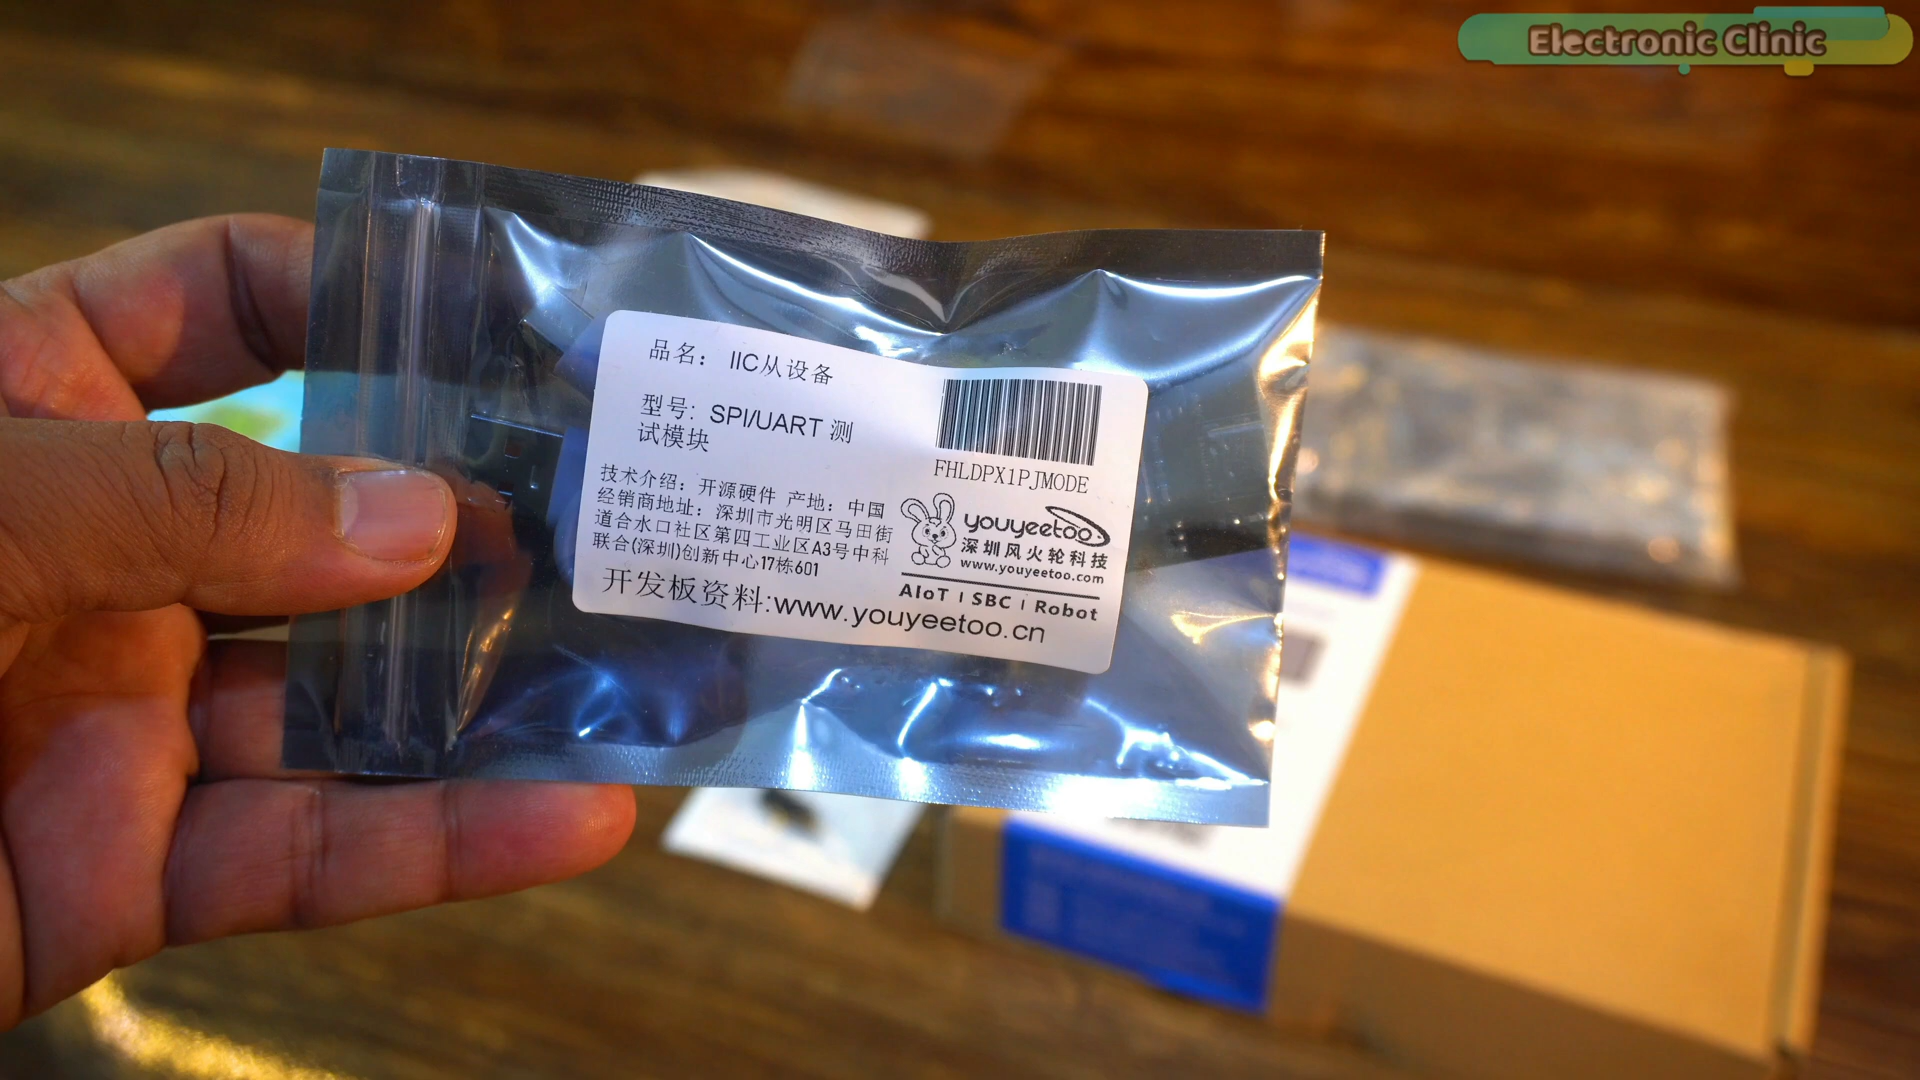 Electronic Clinic
品名： IIC从设备
型号: SPI/UART 测
试模块
FHLDPX1PJMODE
技术介绍：开源硬件 产地：中国
经销商地址：深圳市光明区马田街
道合水口社区第四工业区A3号中科
联合(深圳)创新中心17栋601
youyeetoo
深圳风火轮科技
www.youyeetoo.com
AIoT | SBC | Robot
开发板资料:www.youyeetoo.cn